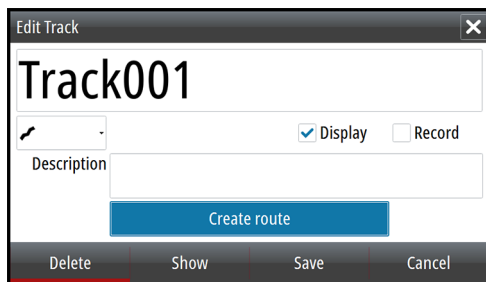 Edit Track
Track001
Display Record
Description
Create route
Delete Show Save Cancel